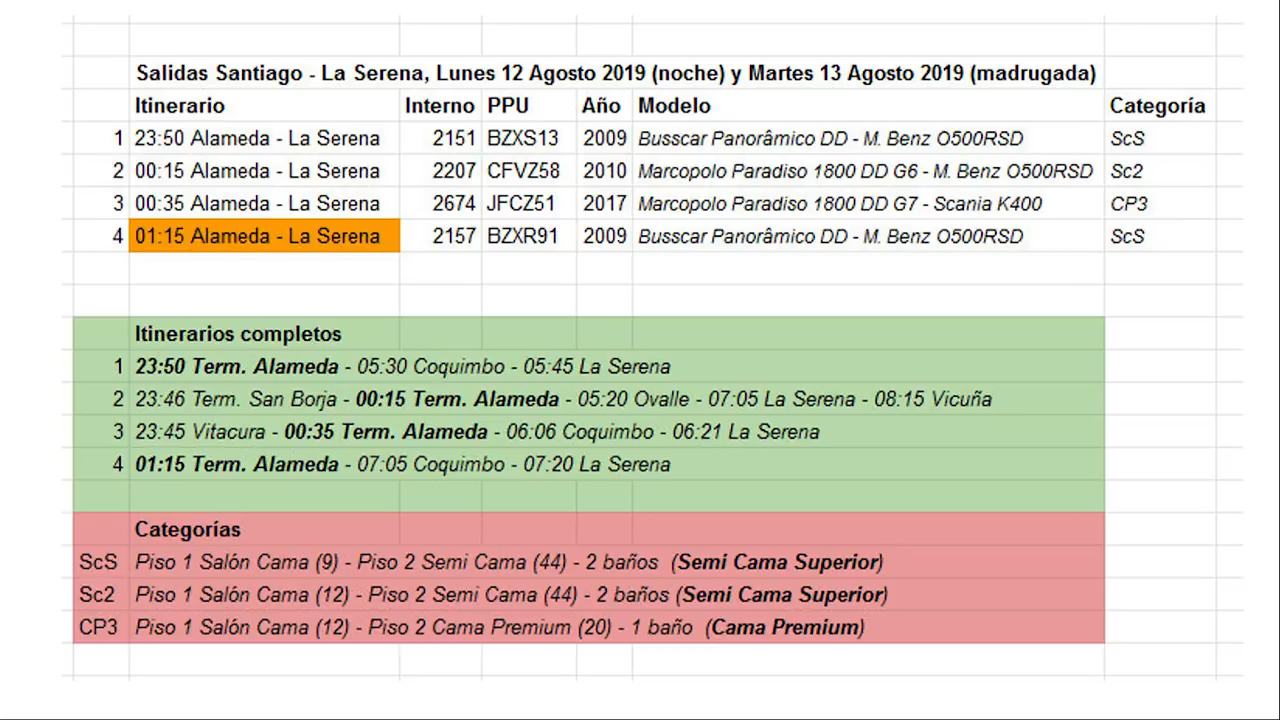 Salidas Santiago - La Serena, Lunes 12 Agosto 2019 (noche) y Martes 13 Agosto 2019 (madrugada)
Itinerario Interno PPU Año Modelo Categoría
1 23:50 Alameda - La Serena 2151 BZXS13 2009 Busscar Panorâmico DD - M. Benz O500RSD ScS
2 00:15 Alameda - La Serena 2207 CFVZ58 2010 Marcopolo Paradiso 1800 DD G6 - M. Benz O500RSD Sc2
3 00:35 Alameda - La Serena 2674 JFCZ51 2017 Marcopolo Paradiso 1800 DD G7 - Scania K400 CP3
4 01:15 Alameda - La Serena 2157 BZXR91 2009 Busscar Panorâmico DD - M. Benz O500RSD ScS
Itinerarios completos
1 23:50 Term. Alameda - 05:30 Coquimbo - 05:45 La Serena
2 23:46 Term. San Borja - 00:15 Term. Alameda - 05:20 Ovalle - 07:05 La Serena - 08:15 Vicuña
3 23:45 Vitacura - 00:35 Term. Alameda - 06:06 Coquimbo - 06:21 La Serena
4 01:15 Term. Alameda - 07:05 Coquimbo - 07:20 La Serena
Categorías
ScS Piso 1 Salón Cama (9) - Piso 2 Semi Cama (44) - 2 baños (Semi Cama Superior)
Sc2 Piso 1 Salón Cama (12) - Piso 2 Semi Cama (44) - 2 baños (Semi Cama Superior)
CP3 Piso 1 Salón Cama (12) - Piso 2 Cama Premium (20) - 1 baño (Cama Premium)